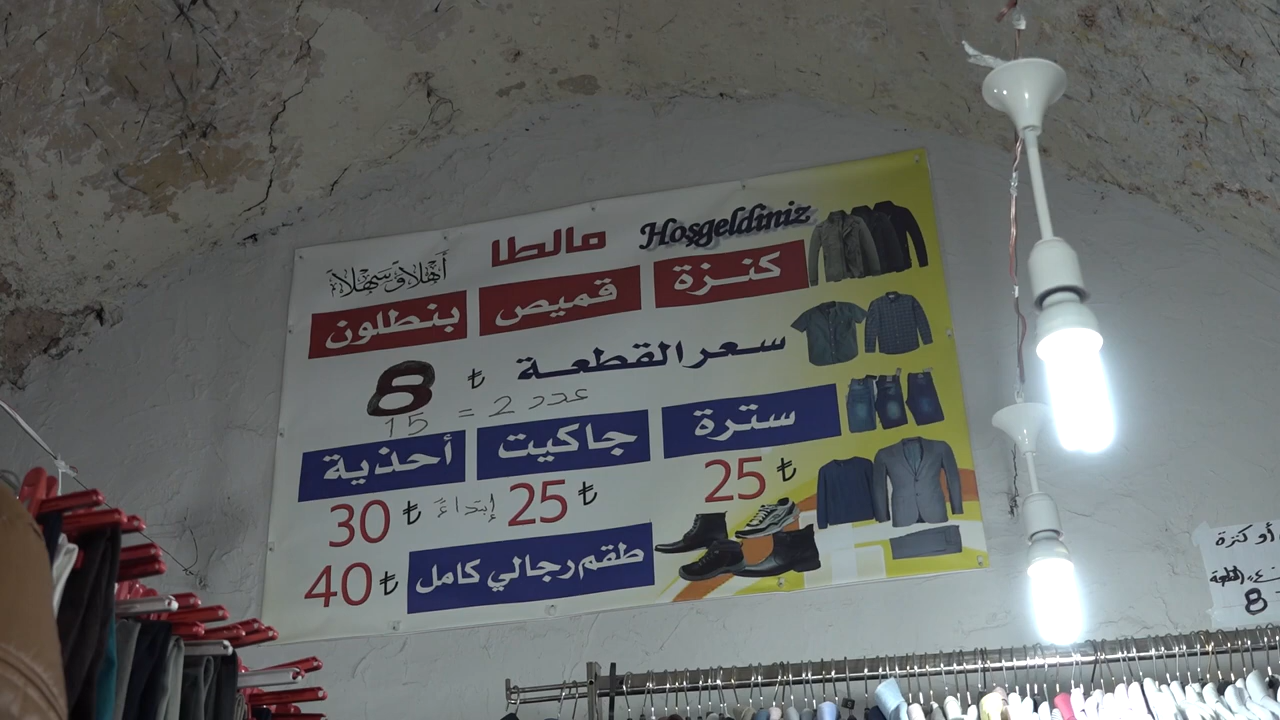 Hoşgeldiniz مالطا أهلا وسهلا
كنزة قميص بنطلون
سعر القطعة ₺ 8
عدد 2 = 15
سترة جاكيت أحذية
25 ₺ 25 ₺ إبتداءً 30 ₺
طقم رجالي كامل 40 ₺
أو كنزة
القطعة
8